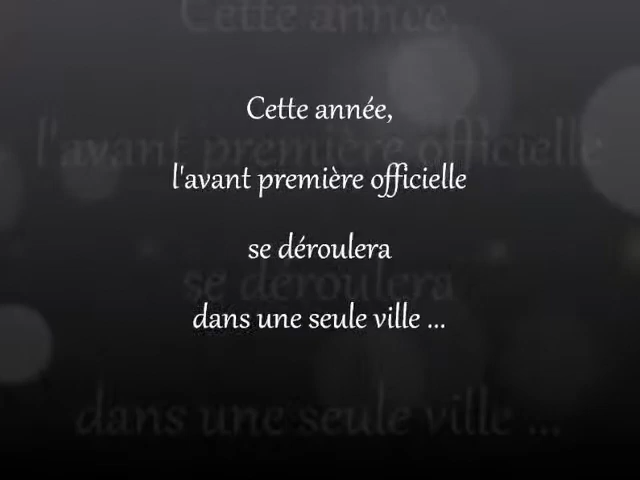 Cette année,
l'avant première officielle
se déroulera
dans une seule ville ...